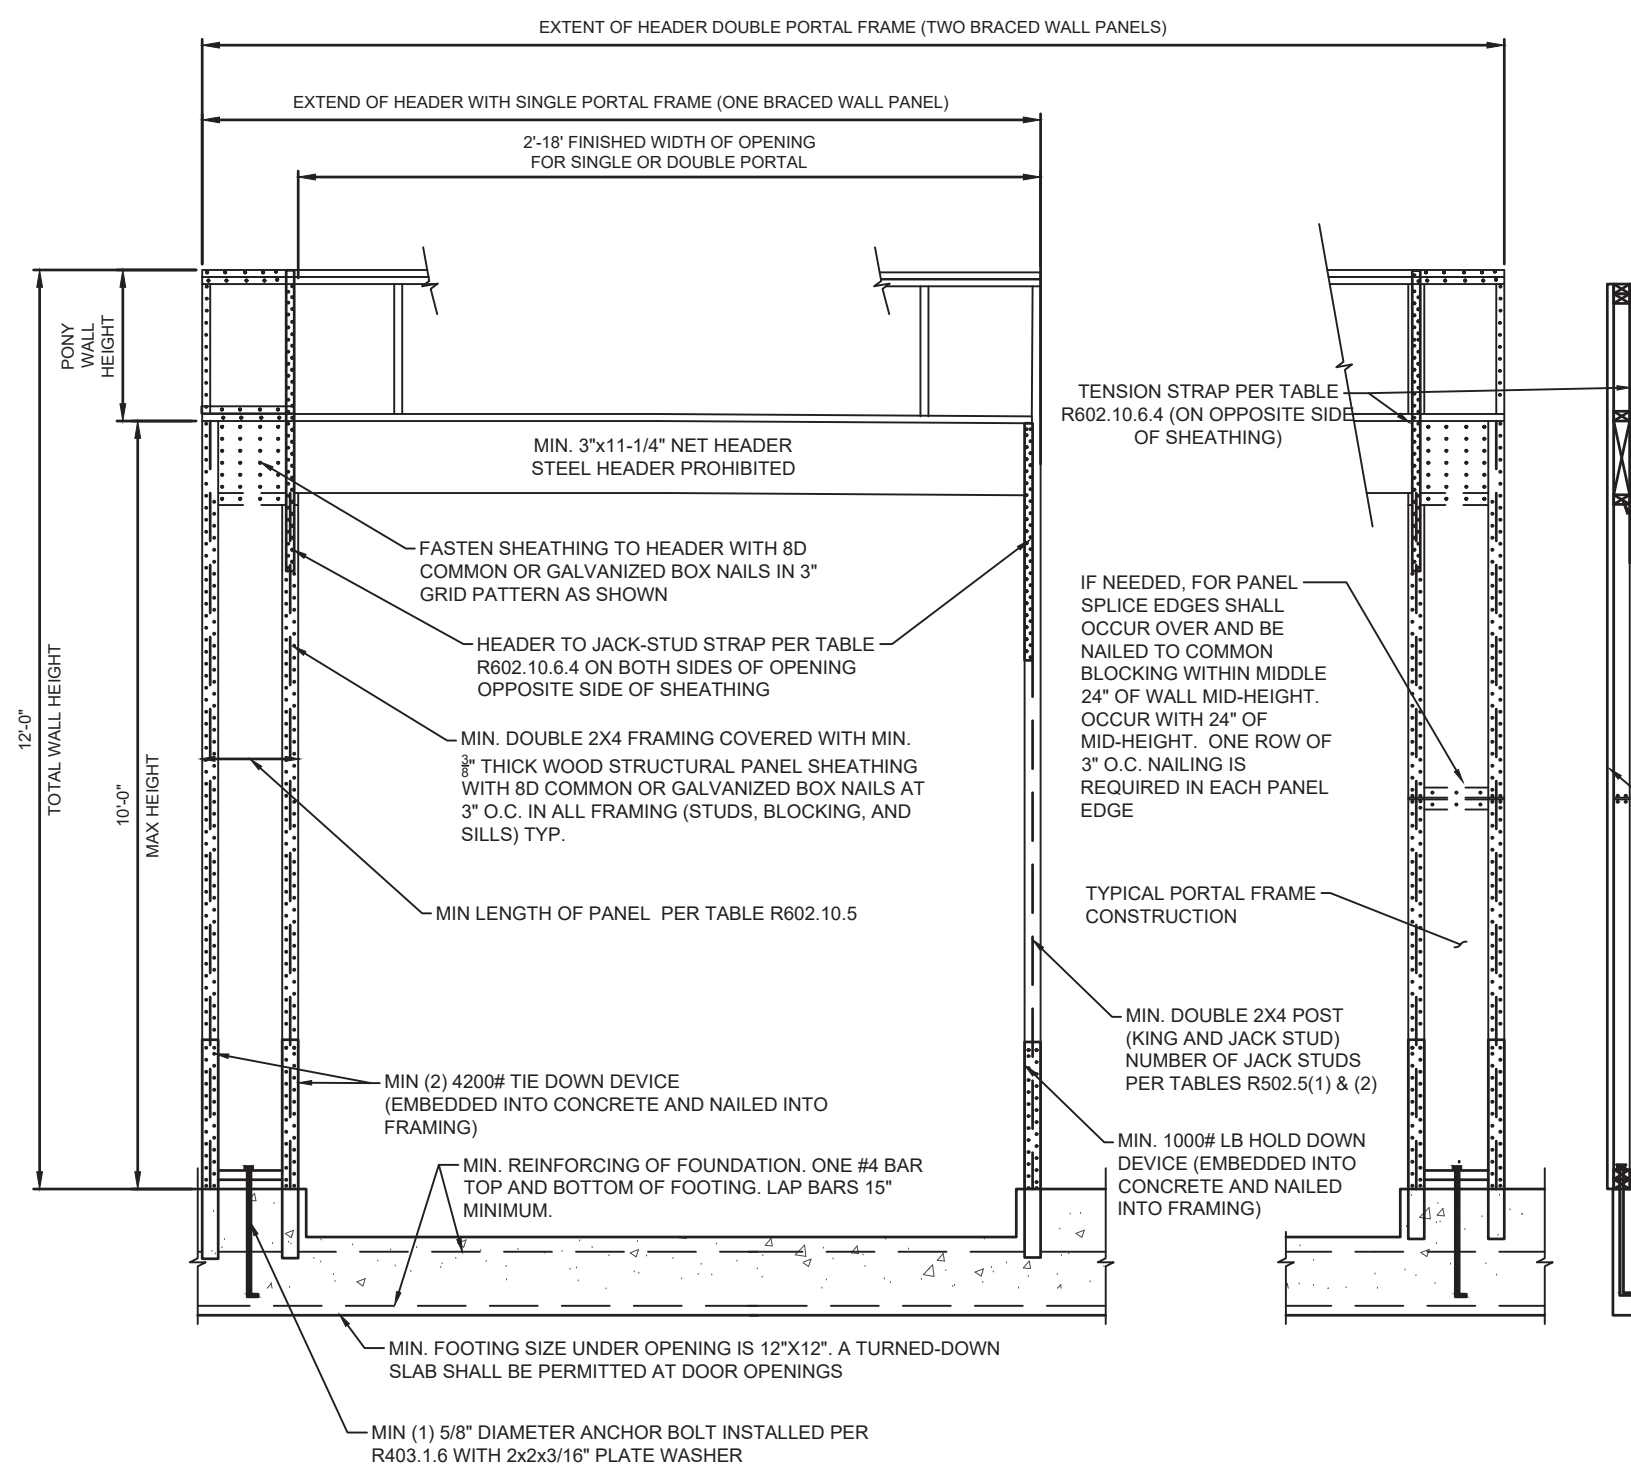 EXTENT OF HEADER DOUBLE PORTAL FRAME (TWO BRACED WALL PANELS)
EXTEND OF HEADER WITH SINGLE PORTAL FRAME (ONE BRACED WALL PANEL)
2'-18' FINISHED WIDTH OF OPENING
FOR SINGLE OR DOUBLE PORTAL
PONY
WALL
HEIGHT
12'-0"
TOTAL WALL HEIGHT
10'-0"
MAX HEIGHT
MIN. 3"x11-1/4" NET HEADER
STEEL HEADER PROHIBITED
TENSION STRAP PER TABLE
R602.10.6.4 (ON OPPOSITE SIDE
OF SHEATHING)
FASTEN SHEATHING TO HEADER WITH 8D
COMMON OR GALVANIZED BOX NAILS IN 3"
GRID PATTERN AS SHOWN
HEADER TO JACK-STUD STRAP PER TABLE
R602.10.6.4 ON BOTH SIDES OF OPENING
OPPOSITE SIDE OF SHEATHING
IF NEEDED, FOR PANEL
SPLICE EDGES SHALL
OCCUR OVER AND BE
NAILED TO COMMON
BLOCKING WITHIN MIDDLE
24" OF WALL MID-HEIGHT.
OCCUR WITH 24" OF
MID-HEIGHT. ONE ROW OF
3" O.C. NAILING IS
REQUIRED IN EACH PANEL
EDGE
MIN. DOUBLE 2X4 FRAMING COVERED WITH MIN.
3/8" THICK WOOD STRUCTURAL PANEL SHEATHING
WITH 8D COMMON OR GALVANIZED BOX NAILS AT
3" O.C. IN ALL FRAMING (STUDS, BLOCKING, AND
SILLS) TYP.
MIN LENGTH OF PANEL PER TABLE R602.10.5
TYPICAL PORTAL FRAME
CONSTRUCTION
MIN. DOUBLE 2X4 POST
(KING AND JACK STUD)
NUMBER OF JACK STUDS
PER TABLES R502.5(1) & (2)
MIN (2) 4200# TIE DOWN DEVICE
(EMBEDDED INTO CONCRETE AND NAILED INTO
FRAMING)
MIN. 1000# LB HOLD DOWN
DEVICE (EMBEDDED INTO
CONCRETE AND NAILED
INTO FRAMING)
MIN. REINFORCING OF FOUNDATION. ONE #4 BAR
TOP AND BOTTOM OF FOOTING. LAP BARS 15"
MINIMUM.
MIN. FOOTING SIZE UNDER OPENING IS 12"X12". A TURNED-DOWN
SLAB SHALL BE PERMITTED AT DOOR OPENINGS
MIN (1) 5/8" DIAMETER ANCHOR BOLT INSTALLED PER
R403.1.6 WITH 2x2x3/16" PLATE WASHER